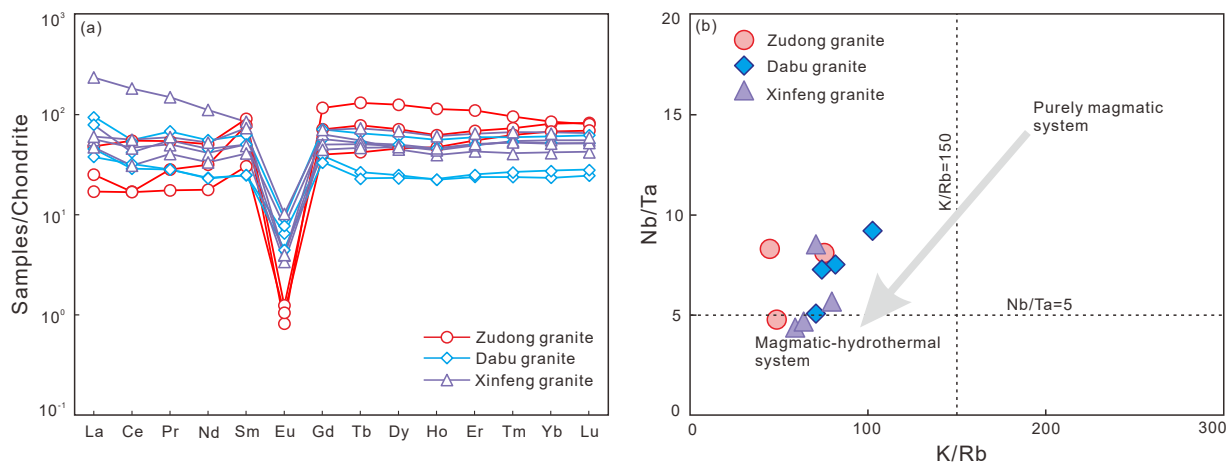 (a)
Samples/Chondrite
10³
10²
10¹
10⁰
10⁻¹
La Ce Pr Nd Sm Eu Gd Tb Dy Ho Er Tm Yb Lu
Zudong granite
Dabu granite
Xinfeng granite
(b)
Nb/Ta
20
15
10
5
0
Zudong granite
Dabu granite
Xinfeng granite
Purely magmatic
system
K/Rb=150
Nb/Ta=5
Magmatic-hydrothermal
system
0 100 200 300
K/Rb